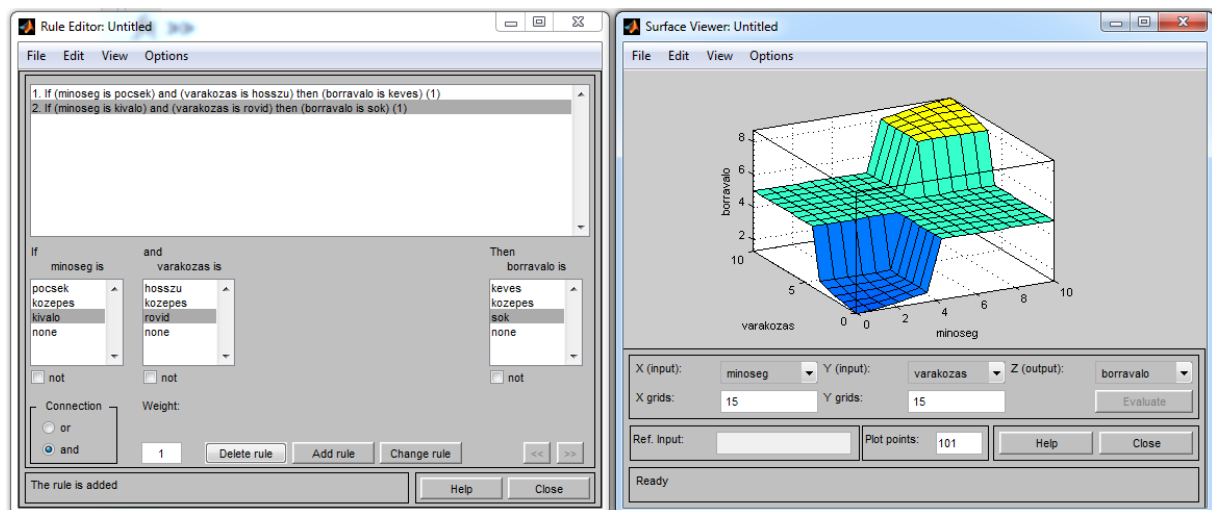 Rule Editor: Untitled
File Edit View Options
1. If (minoseg is pocsek) and (varakozas is hosszu) then (borravalo is keves) (1)
2. If (minoseg is kivalo) and (varakozas is rovid) then (borravalo is sok) (1)
If and Then
minoseg is varakozas is borravalo is
pocsek hosszu keves
kozepes kozepes kozepes
kivalo rovid sok
none none none
not not not
Connection Weight:
or
and 1 Delete rule Add rule Change rule << >>
The rule is added Help Close
Surface Viewer: Untitled
File Edit View Options
8
6
4
2
borravalo
10
5
0
varakozas
0 2 4 6 8 10
minoseg
X (input): minoseg Y (input): varakozas Z (output): borravalo
X grids: 15 Y grids: 15 Evaluate
Ref. Input: Plot points: 101 Help Close
Ready